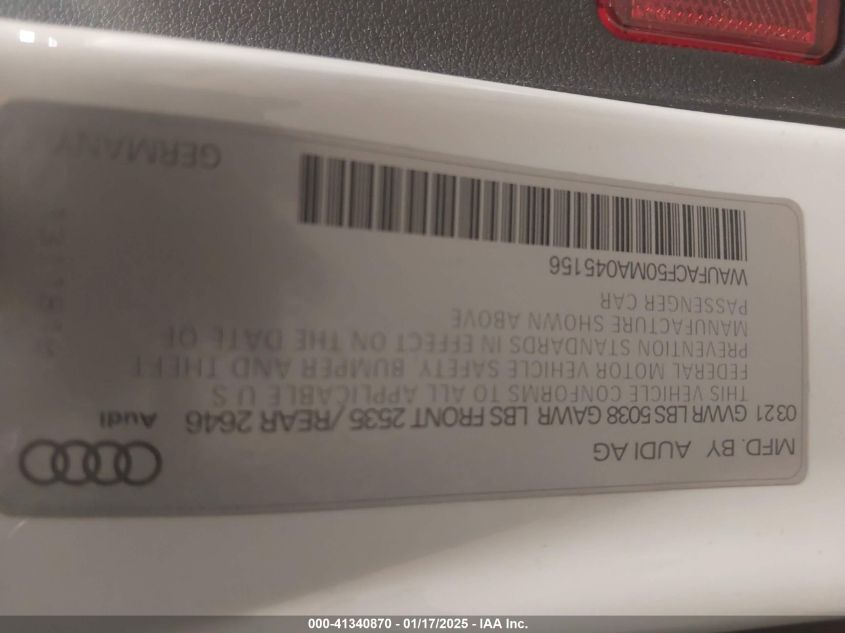 MFD. BY AUDI AG
0321 GVWR LBS 5038 GAWR LBS FRONT 2535 / REAR 2646
Audi
THIS VEHICLE CONFORMS TO ALL APPLICABLE U S
FEDERAL MOTOR VEHICLE SAFETY BUMPER AND THEFT
PREVENTION STANDARDS IN EFFECT ON THE DATE OF
MANUFACTURE SHOWN ABOVE
PASSENGER CAR
WAUFACF50MA045156
GERMANY
000-41340870 - 01/17/2025 - IAA Inc.